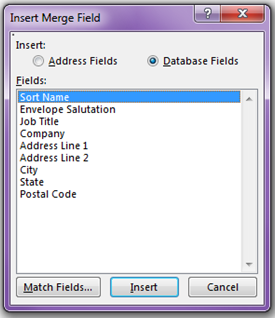 Insert Merge Field
Insert:
Address Fields Database Fields
Fields:
Sort Name
Envelope Salutation
Job Title
Company
Address Line 1
Address Line 2
City
State
Postal Code
Match Fields... Insert Cancel